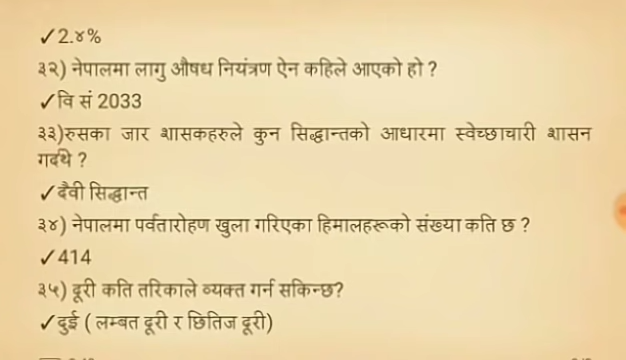 ✓2.४%
३२) नेपालमा लागु औषध नियंत्रण ऐन कहिले आएको हो ?
✓वि सं 2033
३३)रुसका जार शासकहरुले कुन सिद्धान्तको आधारमा स्वेच्छाचारी शासन
गर्दथे ?
✓दैवी सिद्धान्त
३४) नेपालमा पर्वतारोहण खुला गरिएका हिमालहरूको संख्या कति छ ?
✓414
३५) दूरी कति तरिकाले व्यक्त गर्न सकिन्छ?
✓दुई ( लम्बत दूरी र छितिज दूरी)